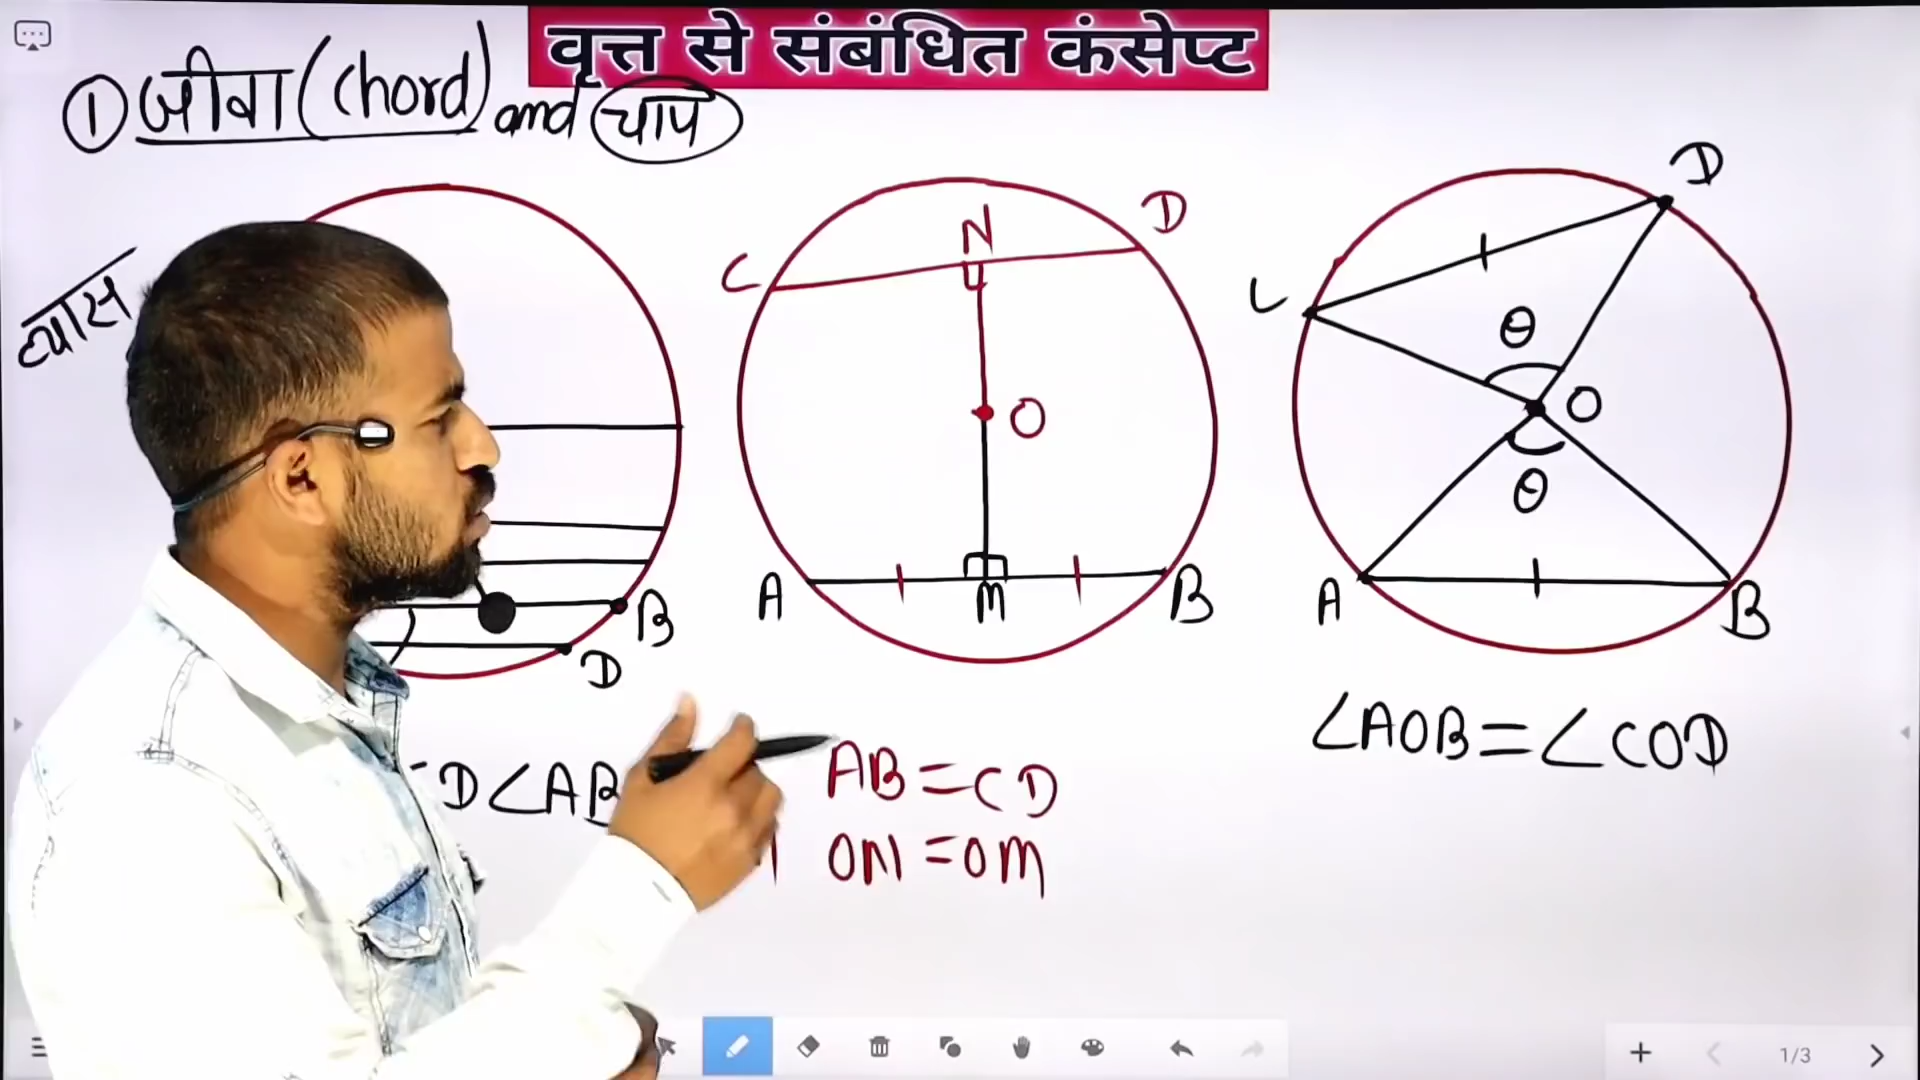 वृत्त से संबंधित कंसेप्ट
① जीवा (chord) and चाप
व्यास
B
D
D<AB
C
N
D
O
A
M
B
AB=CD
ON=OM
D
θ
O
θ
A
B
∠AOB=∠COD
1/3